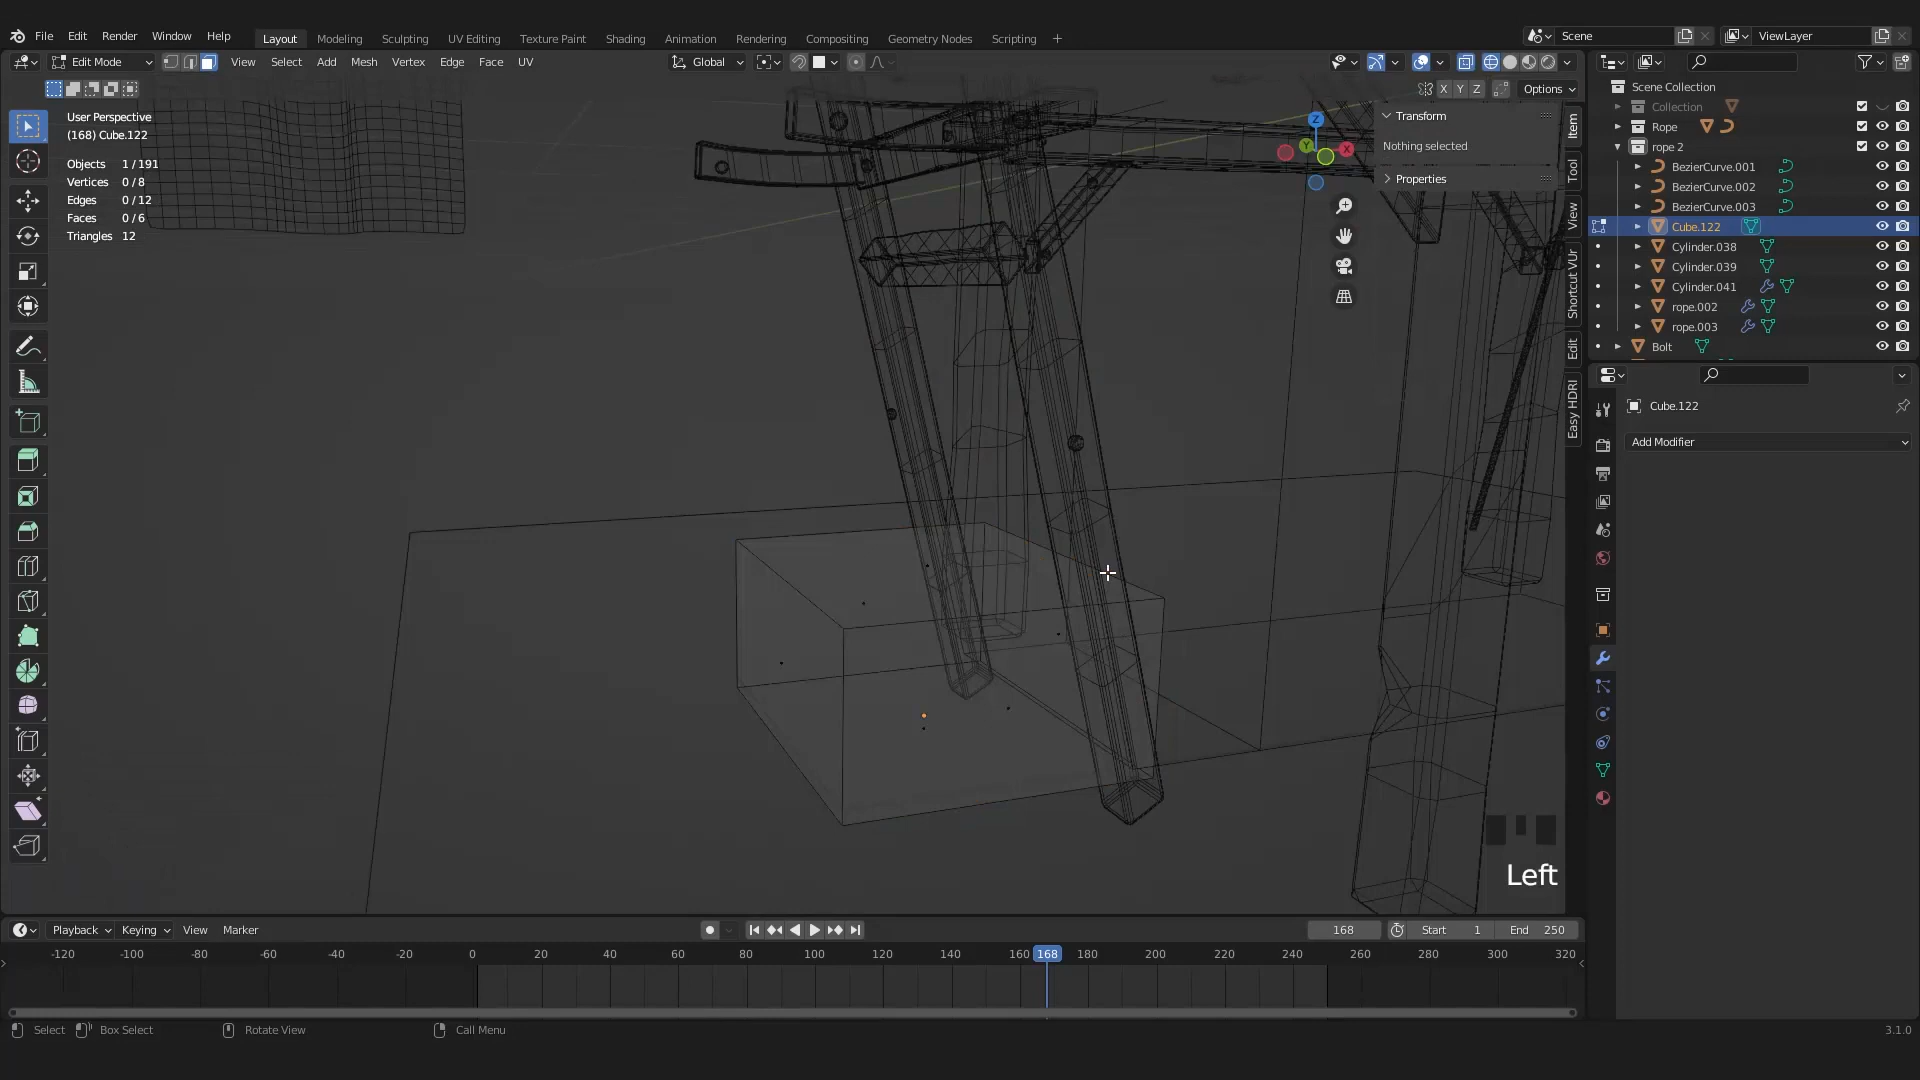 File Edit Render Window Help Layout Modeling Sculpting UV Editing Texture Paint Shading Animation Rendering Compositing Geometry Nodes Scripting + Scene ViewLayer
Edit Mode View Select Add Mesh Vertex Edge Face UV Global
X Y Z Options
User Perspective
(168) Cube.122
Objects 1/191
Vertices 0/8
Edges 0/12
Faces 0/6
Triangles 12
Z
Y
X
Transform
Nothing selected
Properties
Item
Tool
View
Shortcut VUr
Edit
Easy HDRI
Scene Collection
Collection
Rope
rope 2
BezierCurve.001
BezierCurve.002
BezierCurve.003
Cube.122
Cylinder.038
Cylinder.039
Cylinder.041
rope.002
rope.003
Bolt
Cube.122
Add Modifier
Left
Playback Keying View Marker 168 Start 1 End 250
-120 -100 -80 -60 -40 -20 0 20 40 60 80 100 120 140 160 168 180 200 220 240 260 280 300 320
Select Box Select Rotate View Call Menu 3.1.0